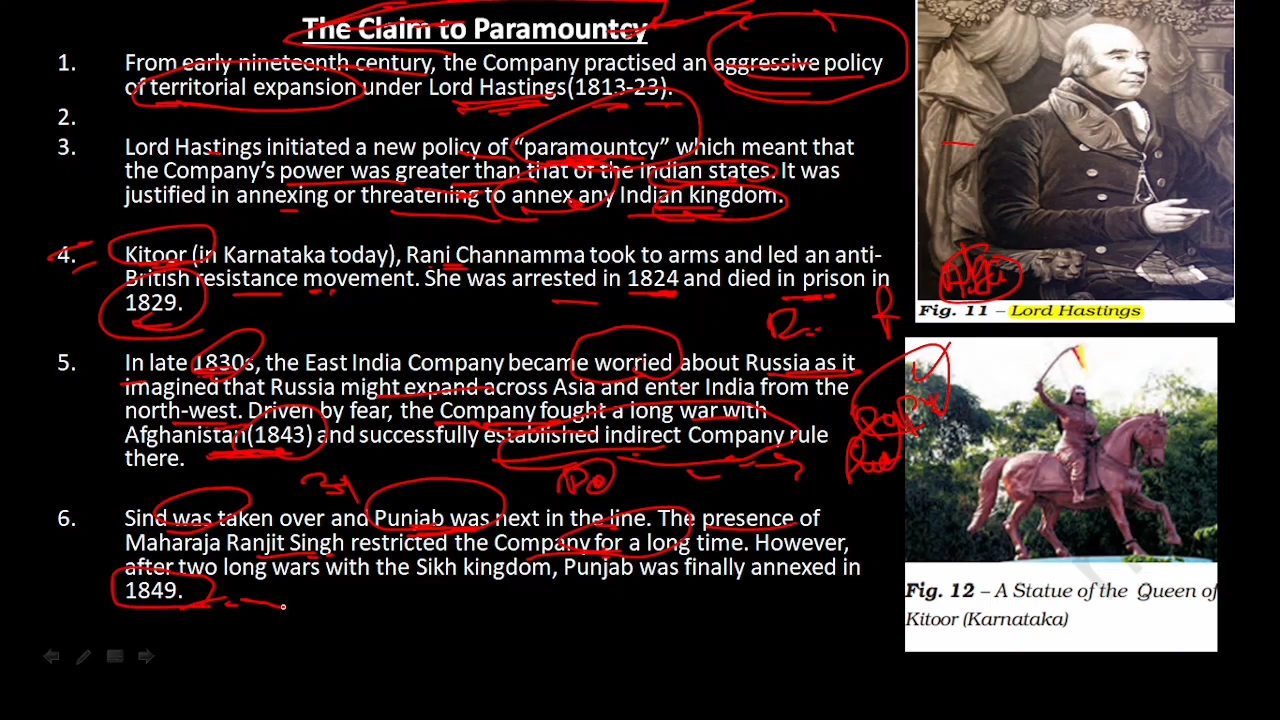 The Claim to Paramountcy
1. From early nineteenth century, the Company practised an aggressive policy
of territorial expansion under Lord Hastings(1813-23).
2.
3. Lord Hastings initiated a new policy of “paramountcy” which meant that
the Company’s power was greater than that of the Indian states. It was
justified in annexing or threatening to annex any Indian kingdom.
4. Kitoor (in Karnataka today), Rani Channamma took to arms and led an anti-
British resistance movement. She was arrested in 1824 and died in prison in
1829.
5. In late 1830s, the East India Company became worried about Russia as it
imagined that Russia might expand across Asia and enter India from the
north-west. Driven by fear, the Company fought a long war with
Afghanistan(1843) and successfully established indirect Company rule
there.
6. Sind was taken over and Punjab was next in the line. The presence of
Maharaja Ranjit Singh restricted the Company for a long time. However,
after two long wars with the Sikh kingdom, Punjab was finally annexed in
1849.
Fig. 11 – Lord Hastings
Fig. 12 – A Statue of the Queen of
Kitoor (Karnataka)